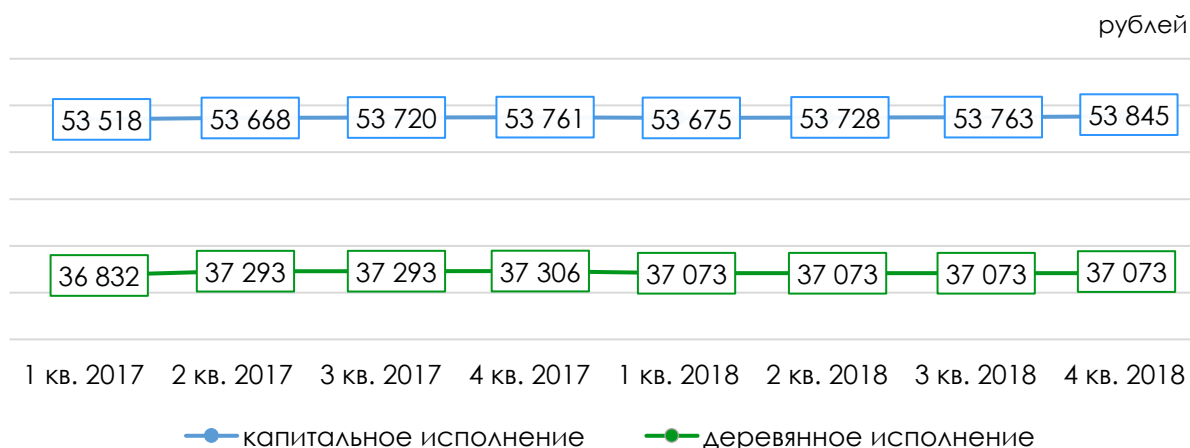 рублей
53 518 53 668 53 720 53 761 53 675 53 728 53 763 53 845
36 832 37 293 37 293 37 306 37 073 37 073 37 073 37 073
1 кв. 2017 2 кв. 2017 3 кв. 2017 4 кв. 2017 1 кв. 2018 2 кв. 2018 3 кв. 2018 4 кв. 2018
капитальное исполнение деревянное исполнение